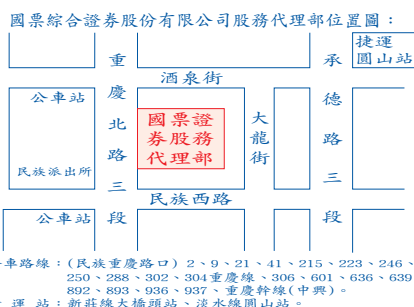 國票綜合證券股份有限公司股務代理部位置圖：
捷運
圓山站
重慶北路三段
承德路三段
酒泉街
公車站
國票證
券股務
代理部
大龍街
民族派出所
民族西路
公車站
車路線：(民族重慶路口) 2、9、21、41、215、223、246、
250、288、302、304重慶線、306、601、636、639
892、893、936、937、重慶幹線(中興)。
運 站：新莊線大橋頭站、淡水線圓山站。